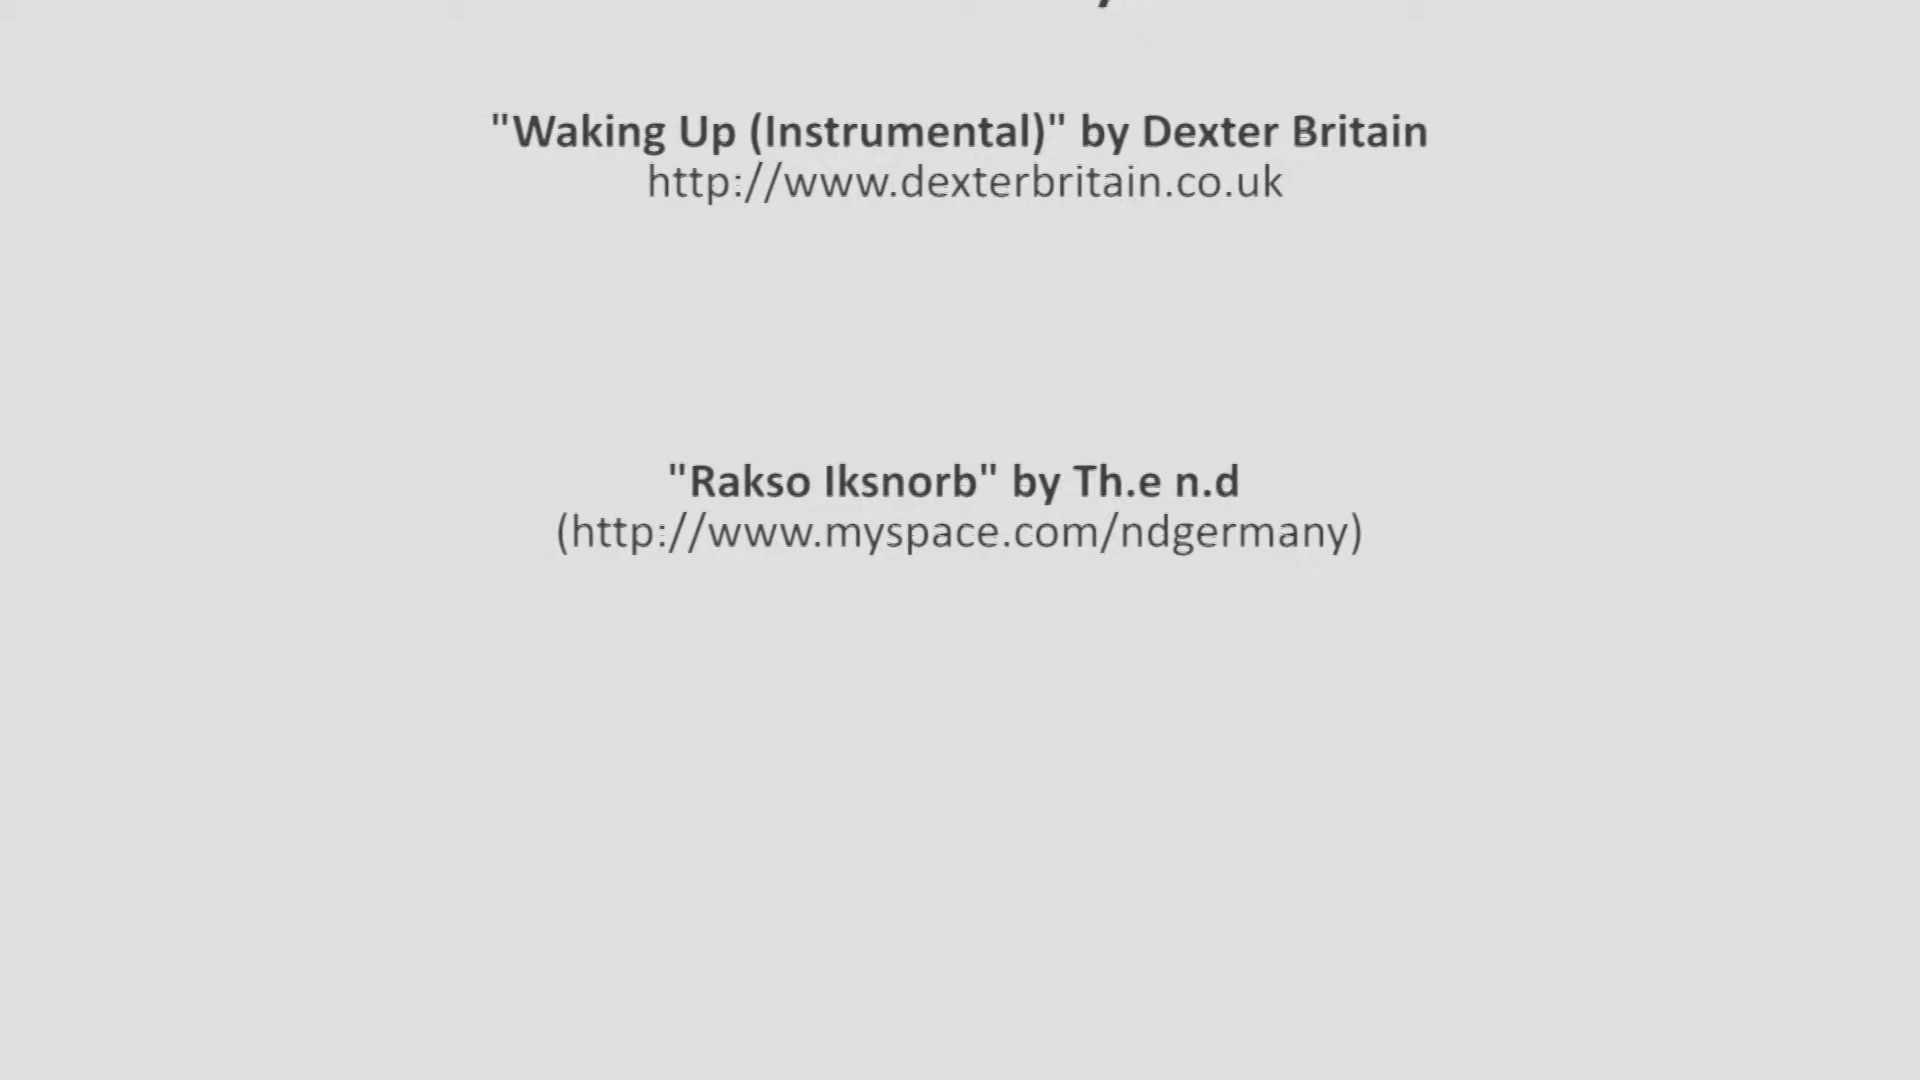 "Waking Up (Instrumental)" by Dexter Britain
http://www.dexterbritain.co.uk
"Rakso Iksnorb" by Th.e n.d
(http://www.myspace.com/ndgermany)